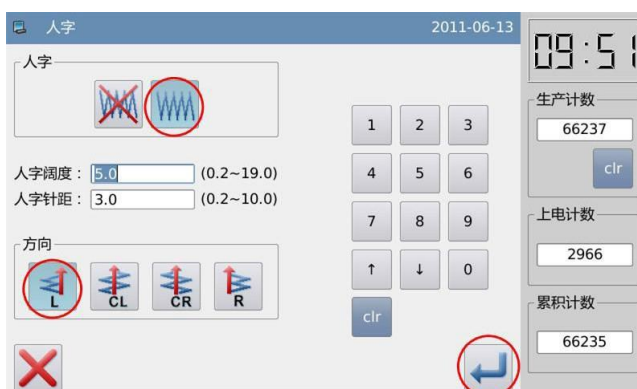 人字 2011-06-13
09:51
人字
人字阔度： 5.0 (0.2~19.0)
人字针距： 3.0 (0.2~10.0)
方向
L CL CR R
1 2 3
4 5 6
7 8 9
↑ ↓ 0
clr
生产计数
66237
clr
上电计数
2966
累积计数
66235